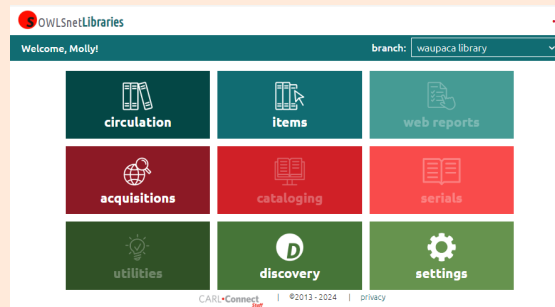 S OWLSnetLibraries
Welcome, Molly!
branch: waupaca library
circulation
items
web reports
acquisitions
cataloging
serials
utilities
discovery
settings
CARL•Connect Staff | ©2013 - 2024 | privacy